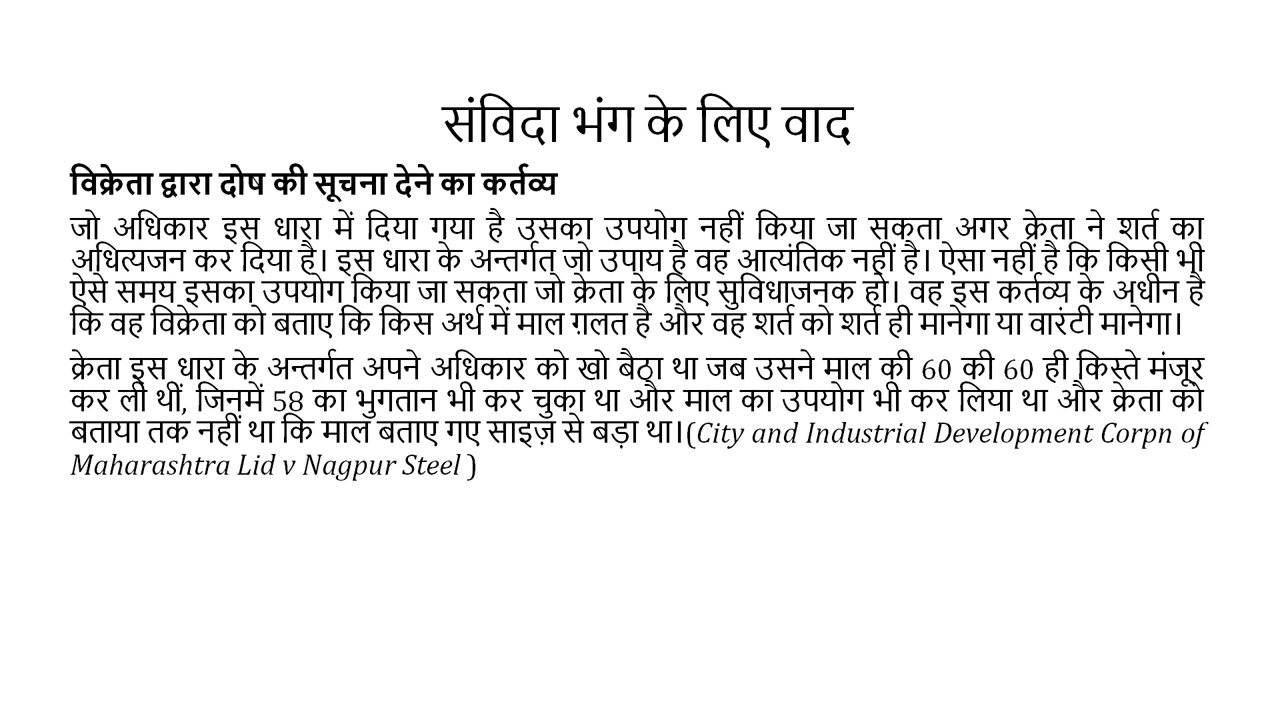 संविदा भंग के लिए वाद
विक्रेता द्वारा दोष की सूचना देने का कर्तव्य
जो अधिकार इस धारा में दिया गया है उसका उपयोग नहीं किया जा सकता अगर क्रेता ने शर्त का
अधित्यजन कर दिया है। इस धारा के अन्तर्गत जो उपाय है वह आत्यंतिक नहीं है। ऐसा नहीं है कि किसी भी
ऐसे समय इसका उपयोग किया जा सकता जो क्रेता के लिए सुविधाजनक हो। वह इस कर्तव्य के अधीन है
कि वह विक्रेता को बताए कि किस अर्थ में माल ग़लत है और वह शर्त को शर्त ही मानेगा या वारंटी मानेगा।
क्रेता इस धारा के अन्तर्गत अपने अधिकार को खो बैठा था जब उसने माल की 60 की 60 ही किस्ते मंजूर
कर ली थीं, जिनमें 58 का भुगतान भी कर चुका था और माल का उपयोग भी कर लिया था और क्रेता को
बताया तक नहीं था कि माल बताए गए साइज़ से बड़ा था।(City and Industrial Development Corpn of
Maharashtra Lid v Nagpur Steel )